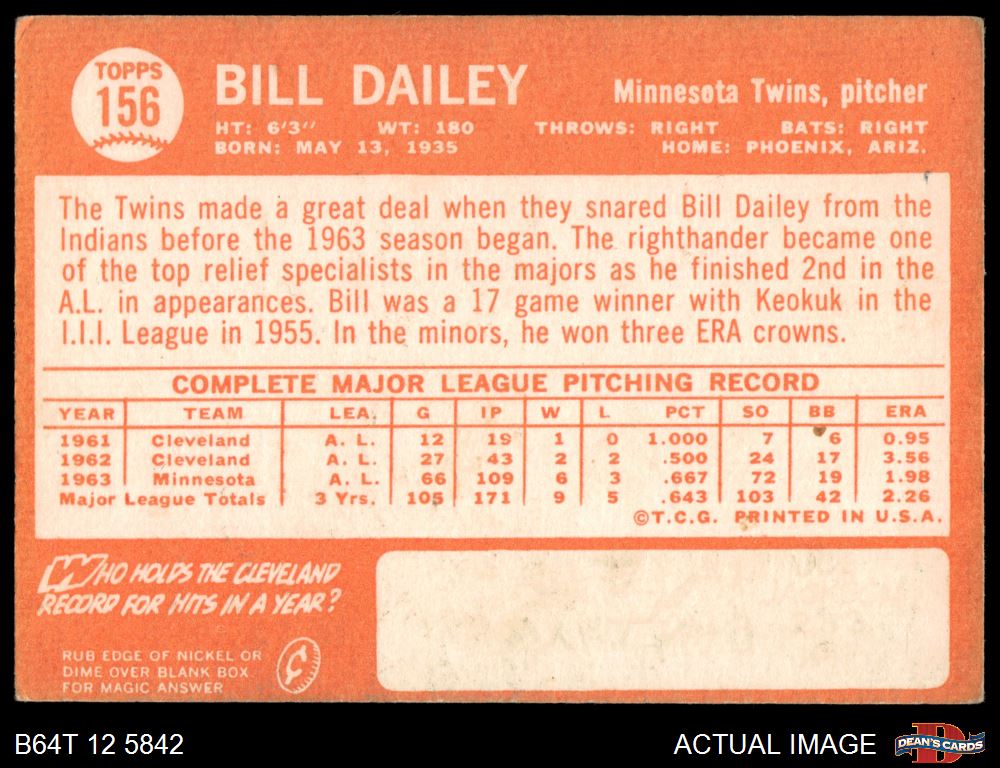 TOPPS
156
BILL DAILEY
Minnesota Twins, pitcher
HT: 6'3" WT: 180 THROWS: RIGHT BATS: RIGHT
BORN: MAY 13, 1935 HOME: PHOENIX, ARIZ.
The Twins made a great deal when they snared Bill Dailey from the
Indians before the 1963 season began. The righthander became one
of the top relief specialists in the majors as he finished 2nd in the
A.L. in appearances. Bill was a 17 game winner with Keokuk in the
I.I.I. League in 1955. In the minors, he won three ERA crowns.
COMPLETE MAJOR LEAGUE PITCHING RECORD
YEAR TEAM LEA. G IP W L PCT SO BB ERA
1961 Cleveland A. L. 12 19 1 0 1.000 7 6 0.95
1962 Cleveland A. L. 27 43 2 2 .500 24 17 3.56
1963 Minnesota A. L. 66 109 6 3 .667 72 19 1.98
Major League Totals 3 Yrs. 105 171 9 5 .643 103 42 2.26
©T.C.G. PRINTED IN U.S.A.
WHO HOLDS THE CLEVELAND
RECORD FOR HITS IN A YEAR?
RUB EDGE OF NICKEL OR
DIME OVER BLANK BOX
FOR MAGIC ANSWER
B64T 12 5842
ACTUAL IMAGE
DEAN'S CARDS